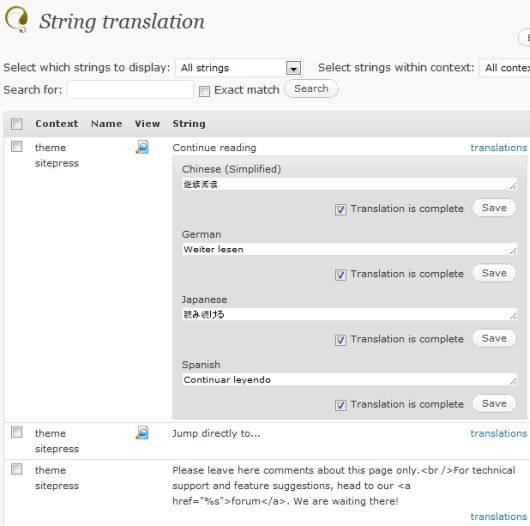 String translation
Select which strings to display: All strings Select strings within context: All contex
Search for: Exact match Search
Context Name View String
theme sitepress Continue reading translations
Chinese (Simplified)
继续阅读
Translation is complete Save
German
Weiter lesen
Translation is complete Save
Japanese
読み続ける
Translation is complete Save
Spanish
Continuar leyendo
Translation is complete Save
theme sitepress Jump directly to... translations
theme sitepress Please leave here comments about this page only.<br />For technical
support and feature suggestions, head to our <a
href="%s">forum</a>. We are waiting there!
translations